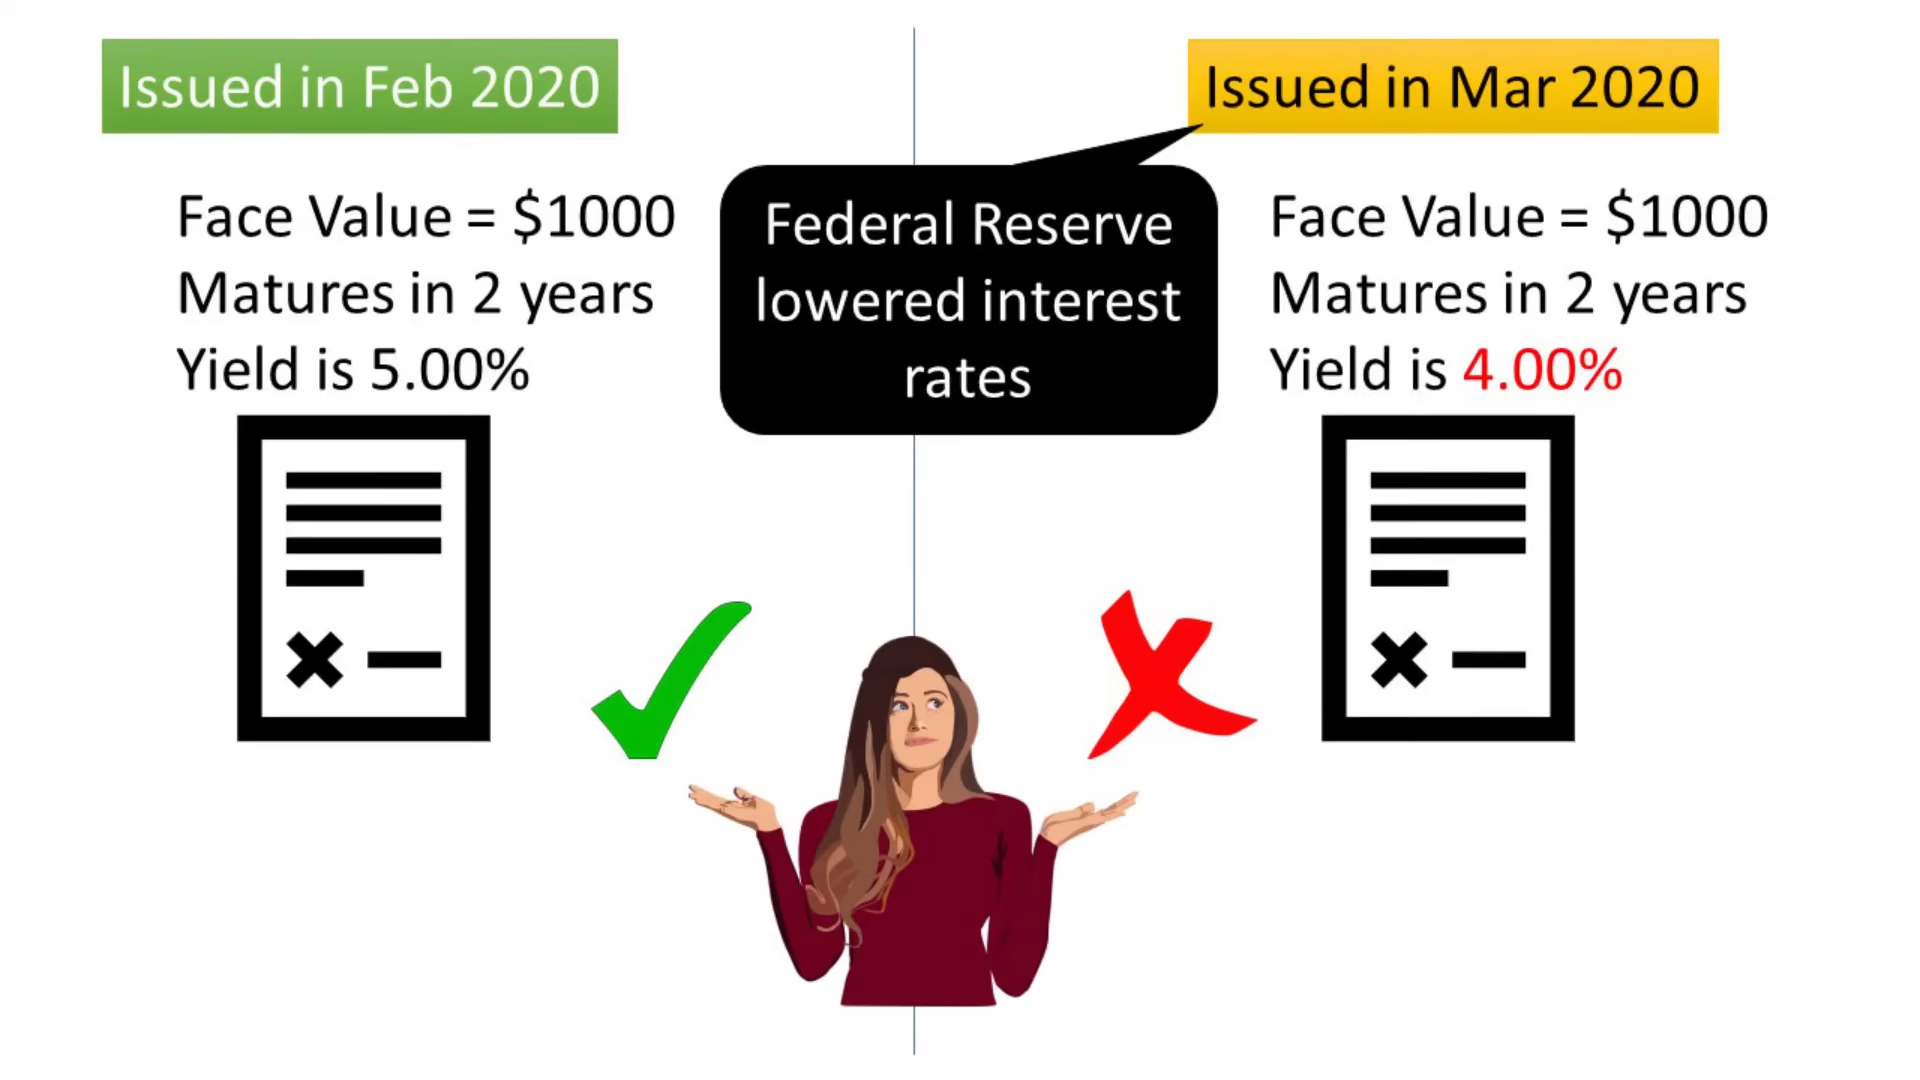 Issued in Feb 2020
Face Value = $1000
Matures in 2 years
Yield is 5.00%
Federal Reserve
lowered interest
rates
Issued in Mar 2020
Face Value = $1000
Matures in 2 years
Yield is 4.00%